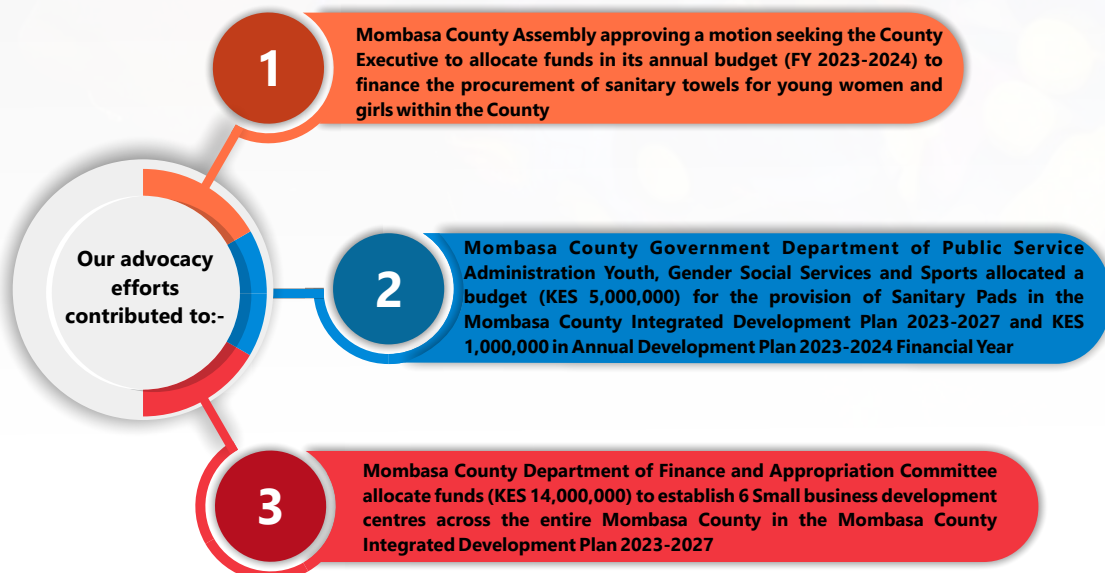 Our advocacy
efforts
contributed to:-
1
Mombasa County Assembly approving a motion seeking the County
Executive to allocate funds in its annual budget (FY 2023-2024) to
finance the procurement of sanitary towels for young women and
girls within the County
2
Mombasa County Government Department of Public Service
Administration Youth, Gender Social Services and Sports allocated a
budget (KES 5,000,000) for the provision of Sanitary Pads in the
Mombasa County Integrated Development Plan 2023-2027 and KES
1,000,000 in Annual Development Plan 2023-2024 Financial Year
3
Mombasa County Department of Finance and Appropriation Committee
allocate funds (KES 14,000,000) to establish 6 Small business development
centres across the entire Mombasa County in the Mombasa County
Integrated Development Plan 2023-2027